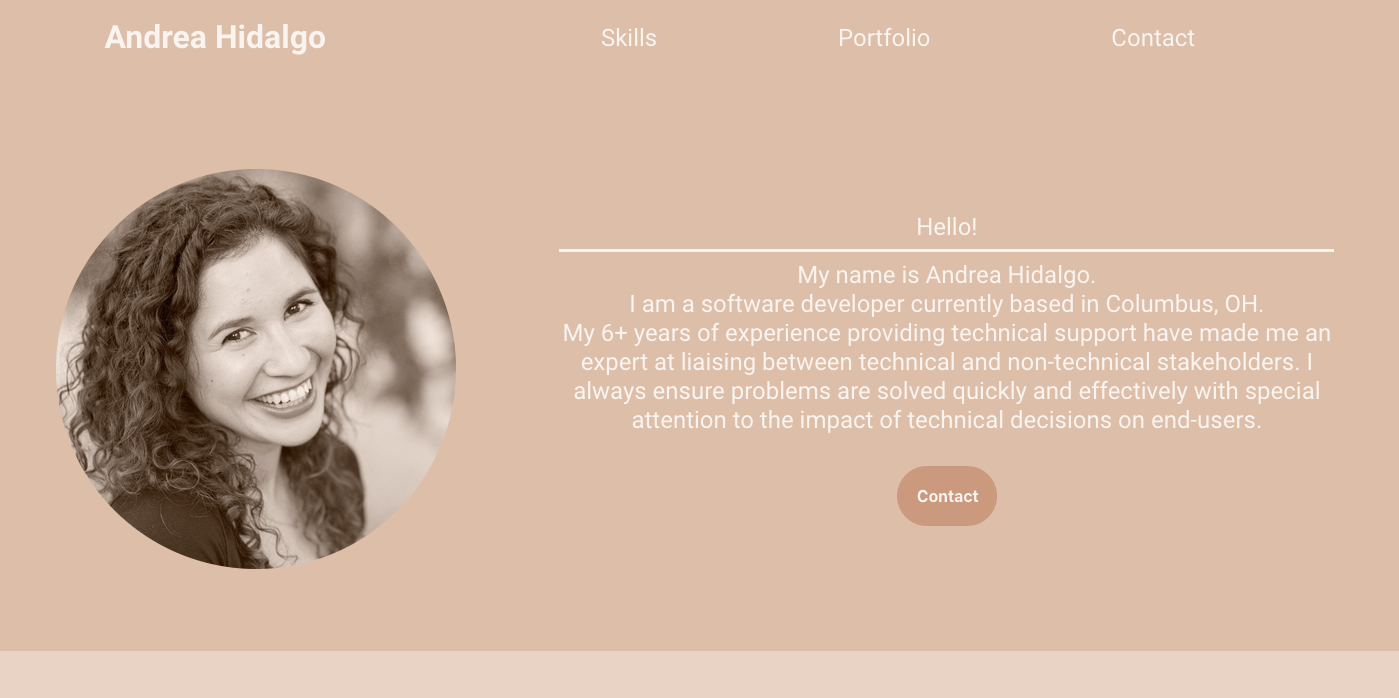 Andrea Hidalgo
Skills
Portfolio
Contact
Hello!
My name is Andrea Hidalgo.
I am a software developer currently based in Columbus, OH.
My 6+ years of experience providing technical support have made me an
expert at liaising between technical and non-technical stakeholders. I
always ensure problems are solved quickly and effectively with special
attention to the impact of technical decisions on end-users.
Contact